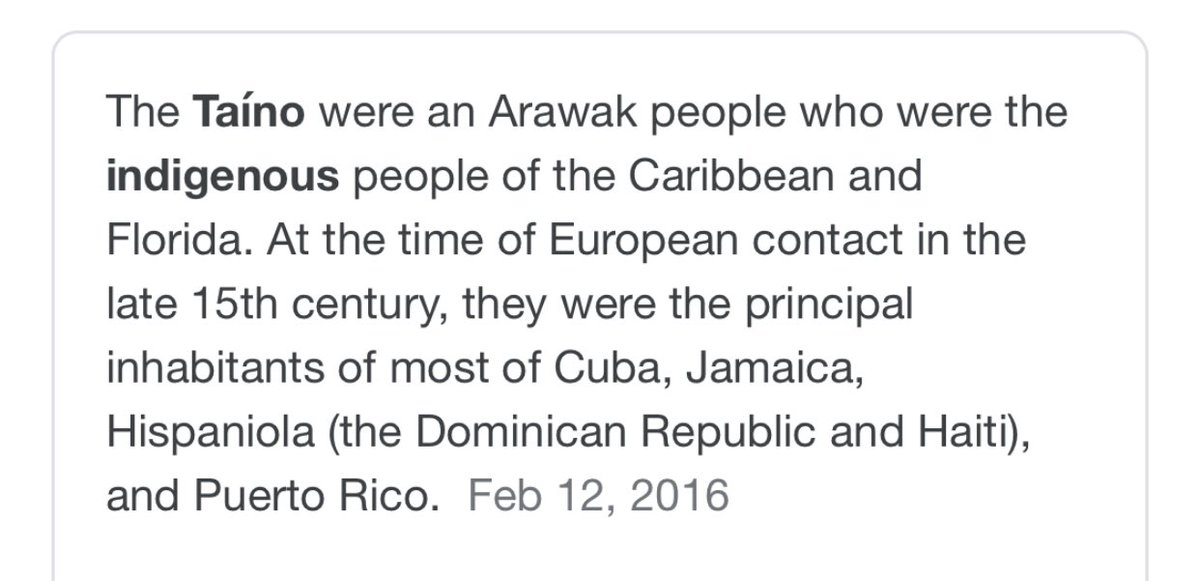 The Taíno were an Arawak people who were the
indigenous people of the Caribbean and
Florida. At the time of European contact in the
late 15th century, they were the principal
inhabitants of most of Cuba, Jamaica,
Hispaniola (the Dominican Republic and Haiti),
and Puerto Rico. Feb 12, 2016